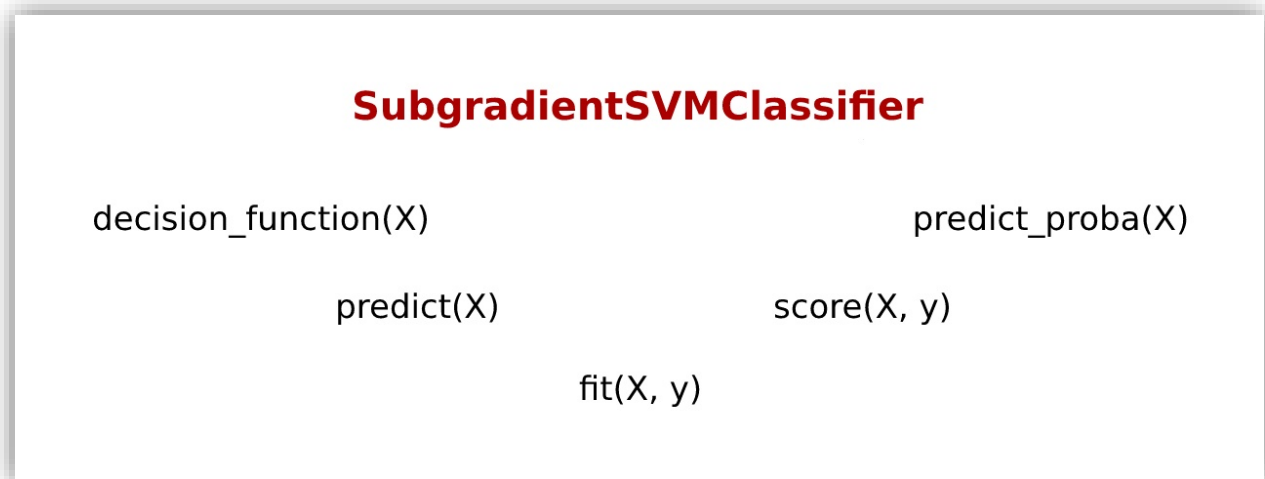 SubgradientSVMClassifier
decision_function(X) predict_proba(X)
predict(X) score(X, y)
fit(X, y)